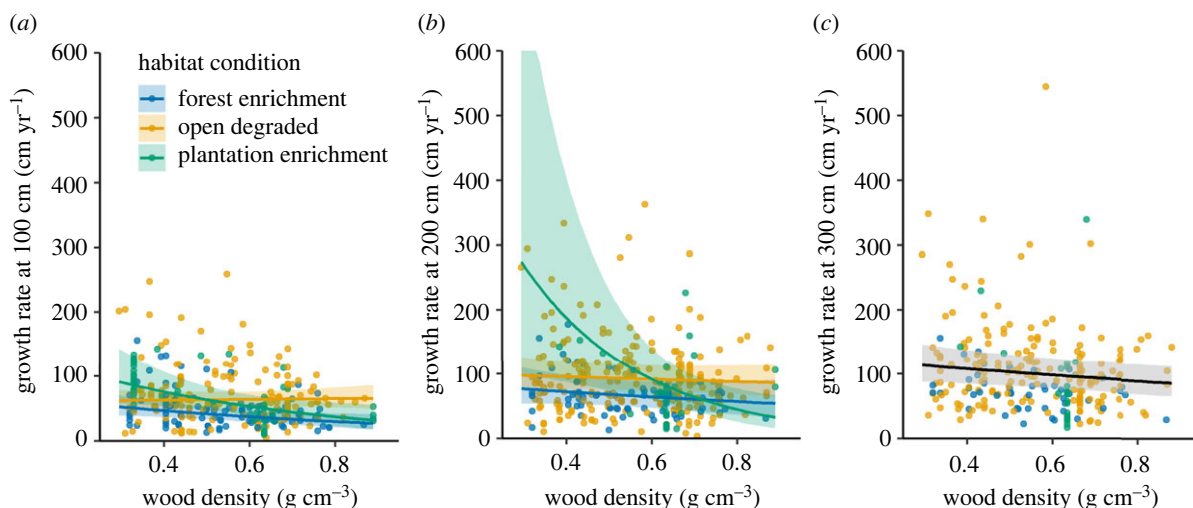 (a)
growth rate at 100 cm (cm yr⁻¹)
600
500
400
300
200
100
0
habitat condition
forest enrichment
open degraded
plantation enrichment
0.4 0.6 0.8
wood density (g cm⁻³)
(b)
growth rate at 200 cm (cm yr⁻¹)
600
500
400
300
200
100
0
0.4 0.6 0.8
wood density (g cm⁻³)
(c)
growth rate at 300 cm (cm yr⁻¹)
600
500
400
300
200
100
0
0.4 0.6 0.8
wood density (g cm⁻³)